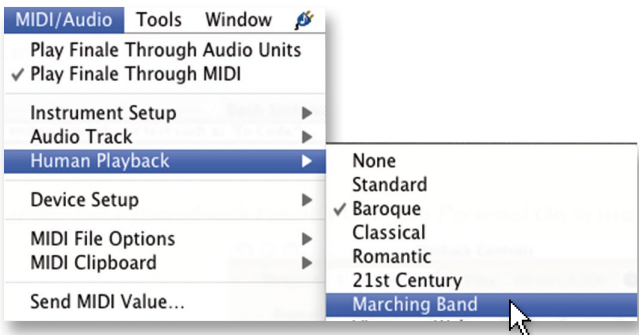 MIDI/Audio Tools Window
Play Finale Through Audio Units
✓ Play Finale Through MIDI
Instrument Setup
Audio Track
Human Playback
Device Setup
MIDI File Options
MIDI Clipboard
Send MIDI Value...
None
Standard
✓ Baroque
Classical
Romantic
21st Century
Marching Band